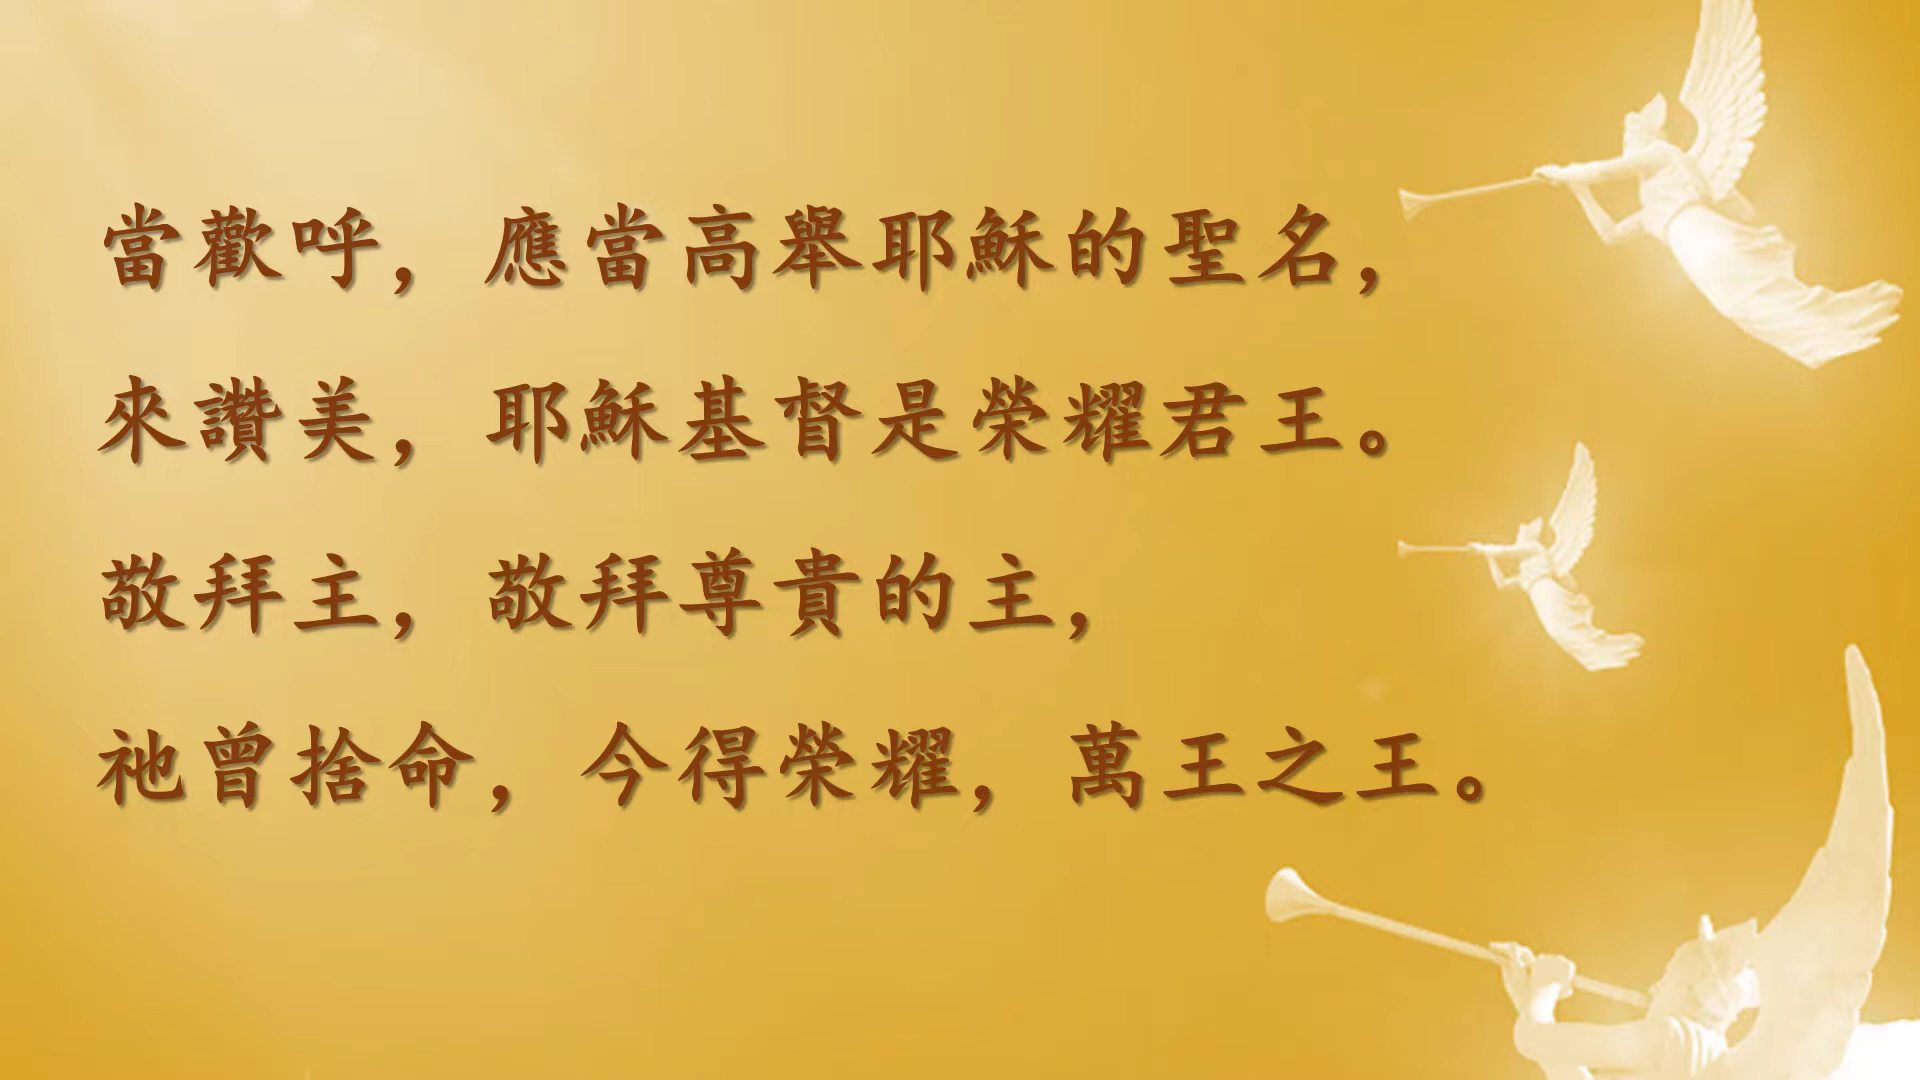 當歡呼，應當高舉耶穌的聖名，
來讚美，耶穌基督是榮耀君王。
敬拜主，敬拜尊貴的主，
祂曾捨命，今得榮耀，萬王之王。